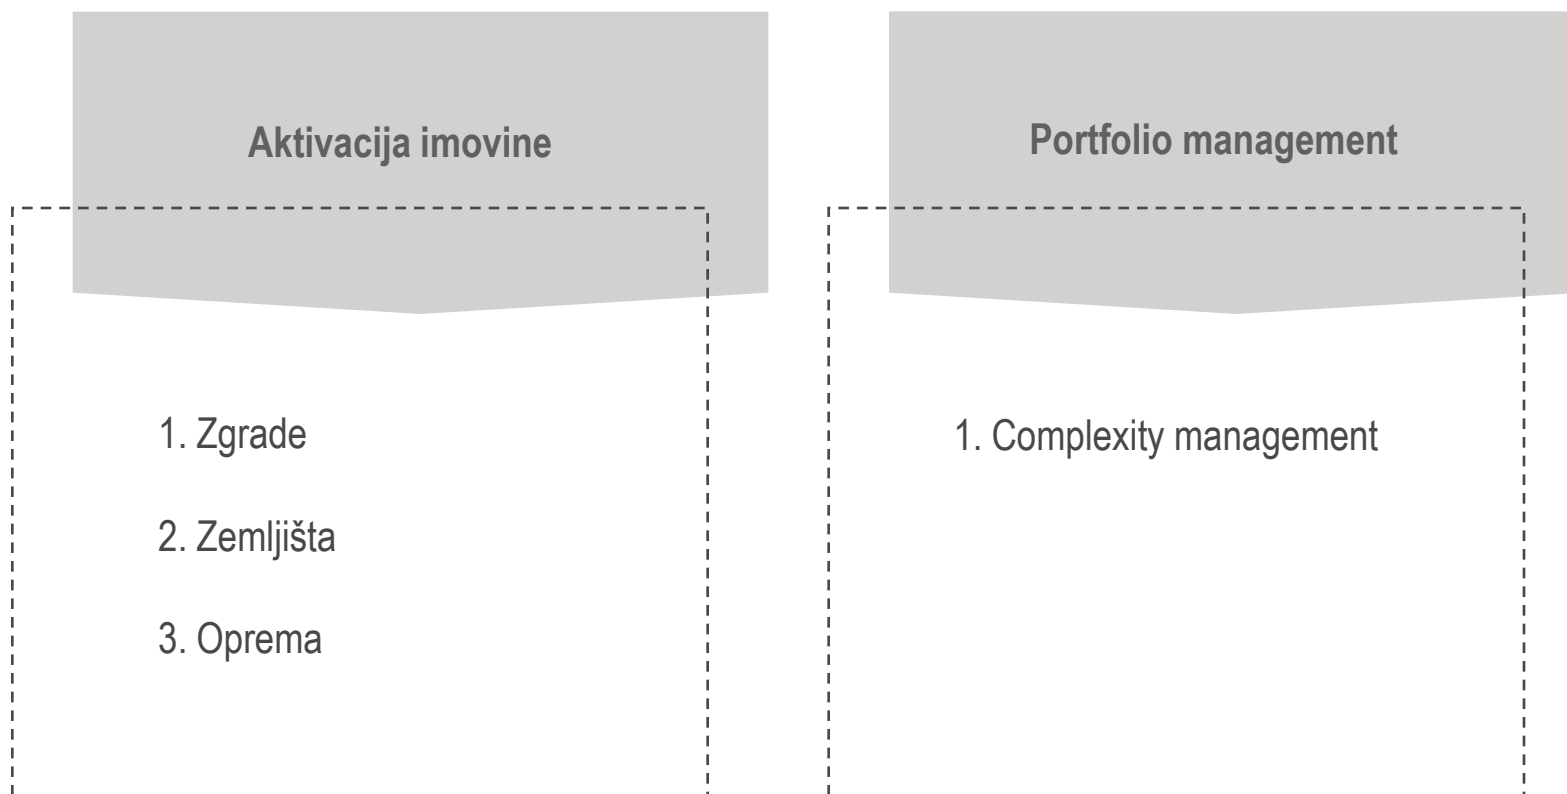 Aktivacija imovine
1. Zgrade
2. Zemljišta
3. Oprema
Portfolio management
1. Complexity management